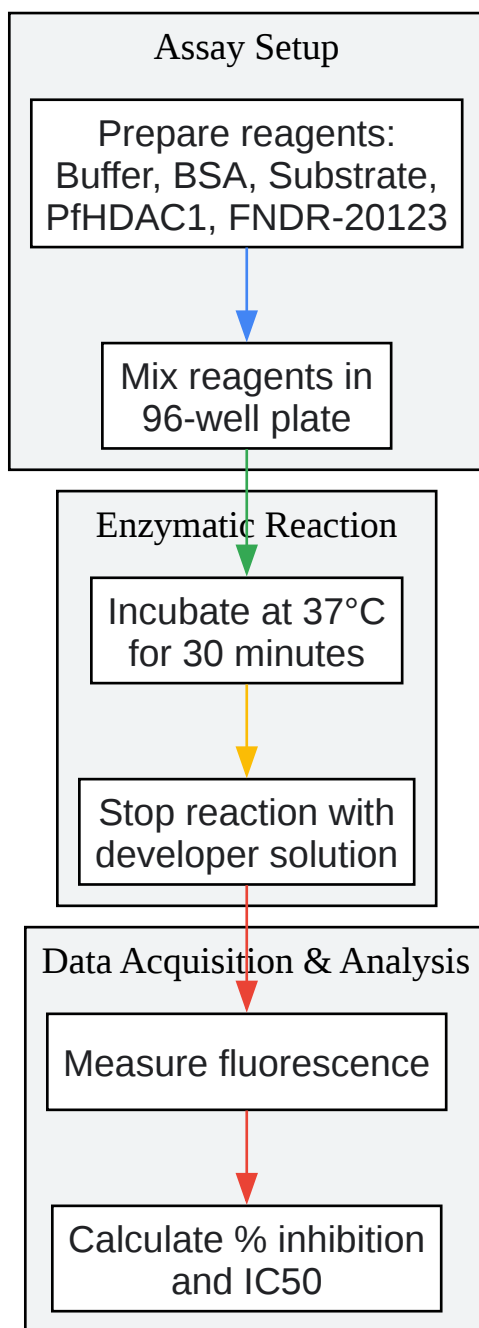 Assay Setup
Prepare reagents:
Buffer, BSA, Substrate,
PfHDAC1, FNDR-20123
Mix reagents in
96-well plate
Enzymatic Reaction
Incubate at 37°C
for 30 minutes
Stop reaction with
developer solution
Data Acquisition & Analysis
Measure fluorescence
Calculate % inhibition
and IC50